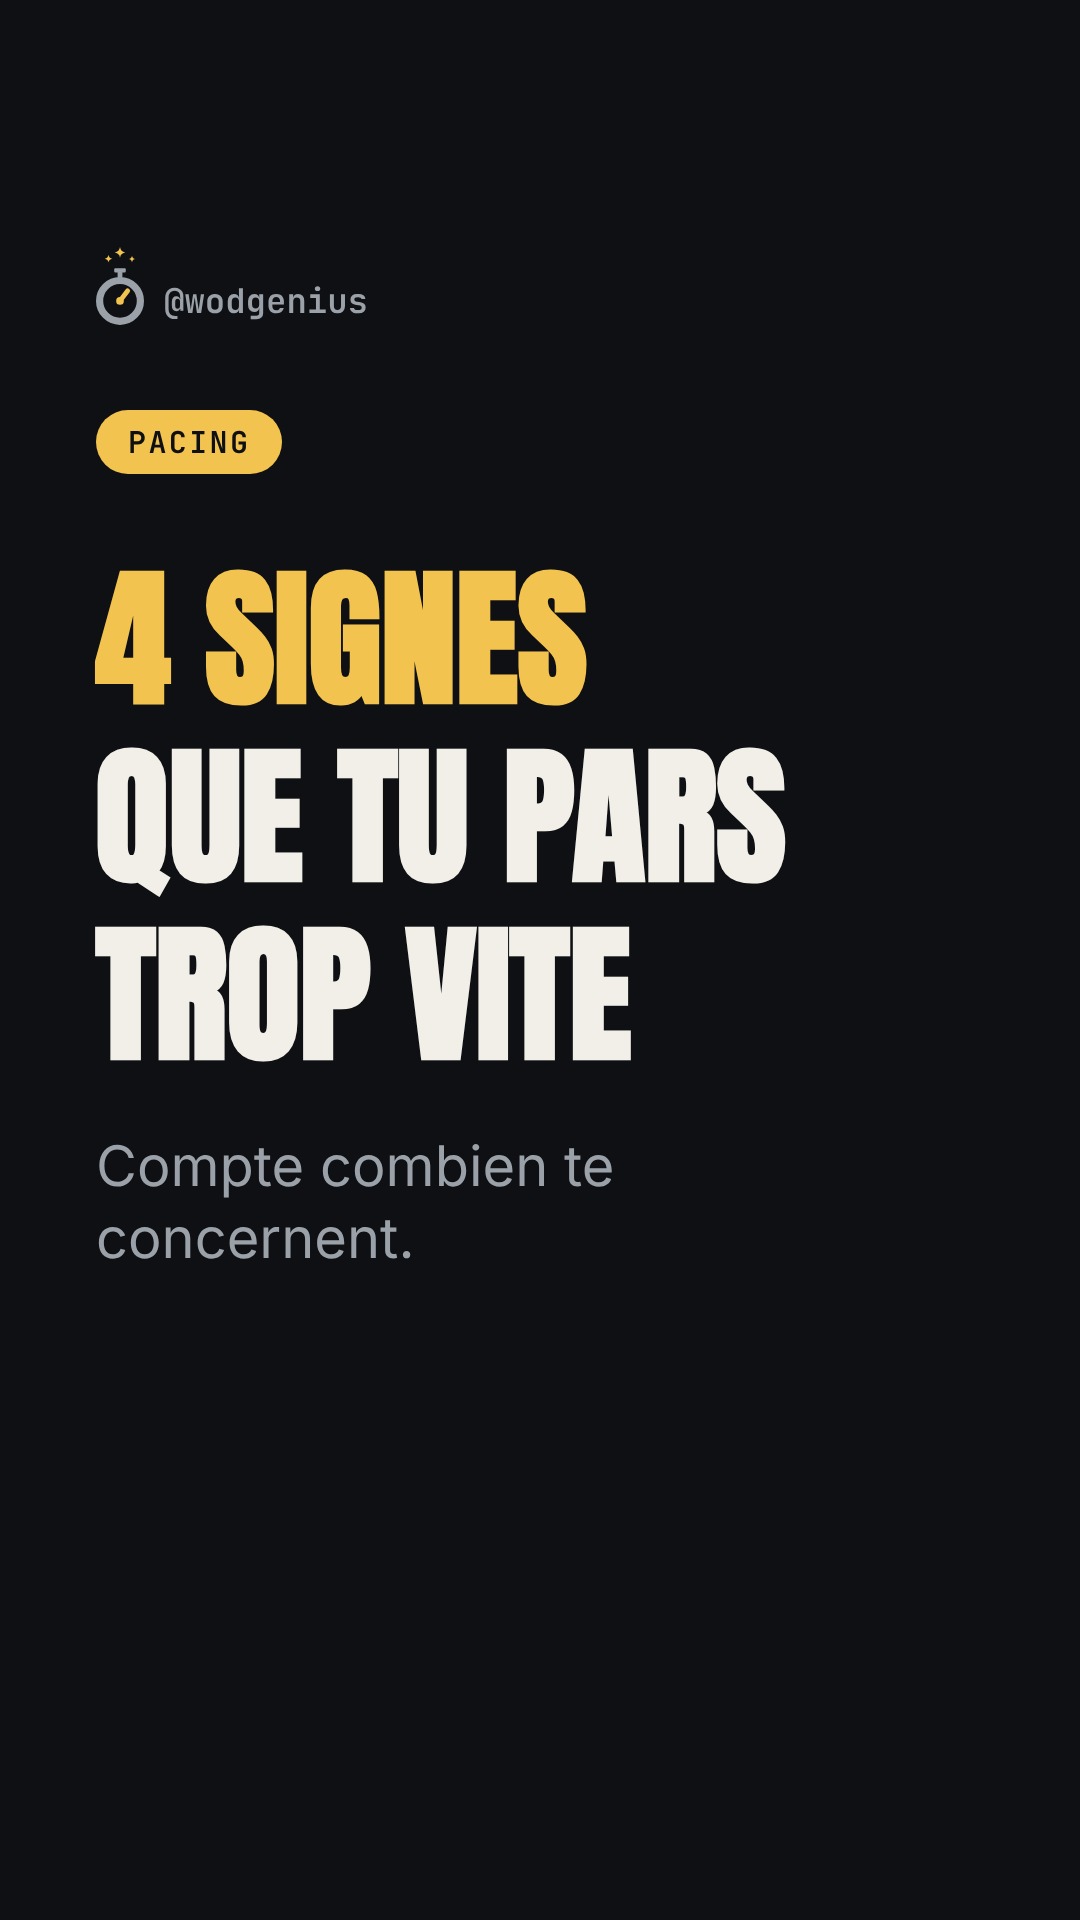 @wodgenius
PACING
4 SIGNES
QUE TU PARS
TROP VITE
Compte combien te
concernent.